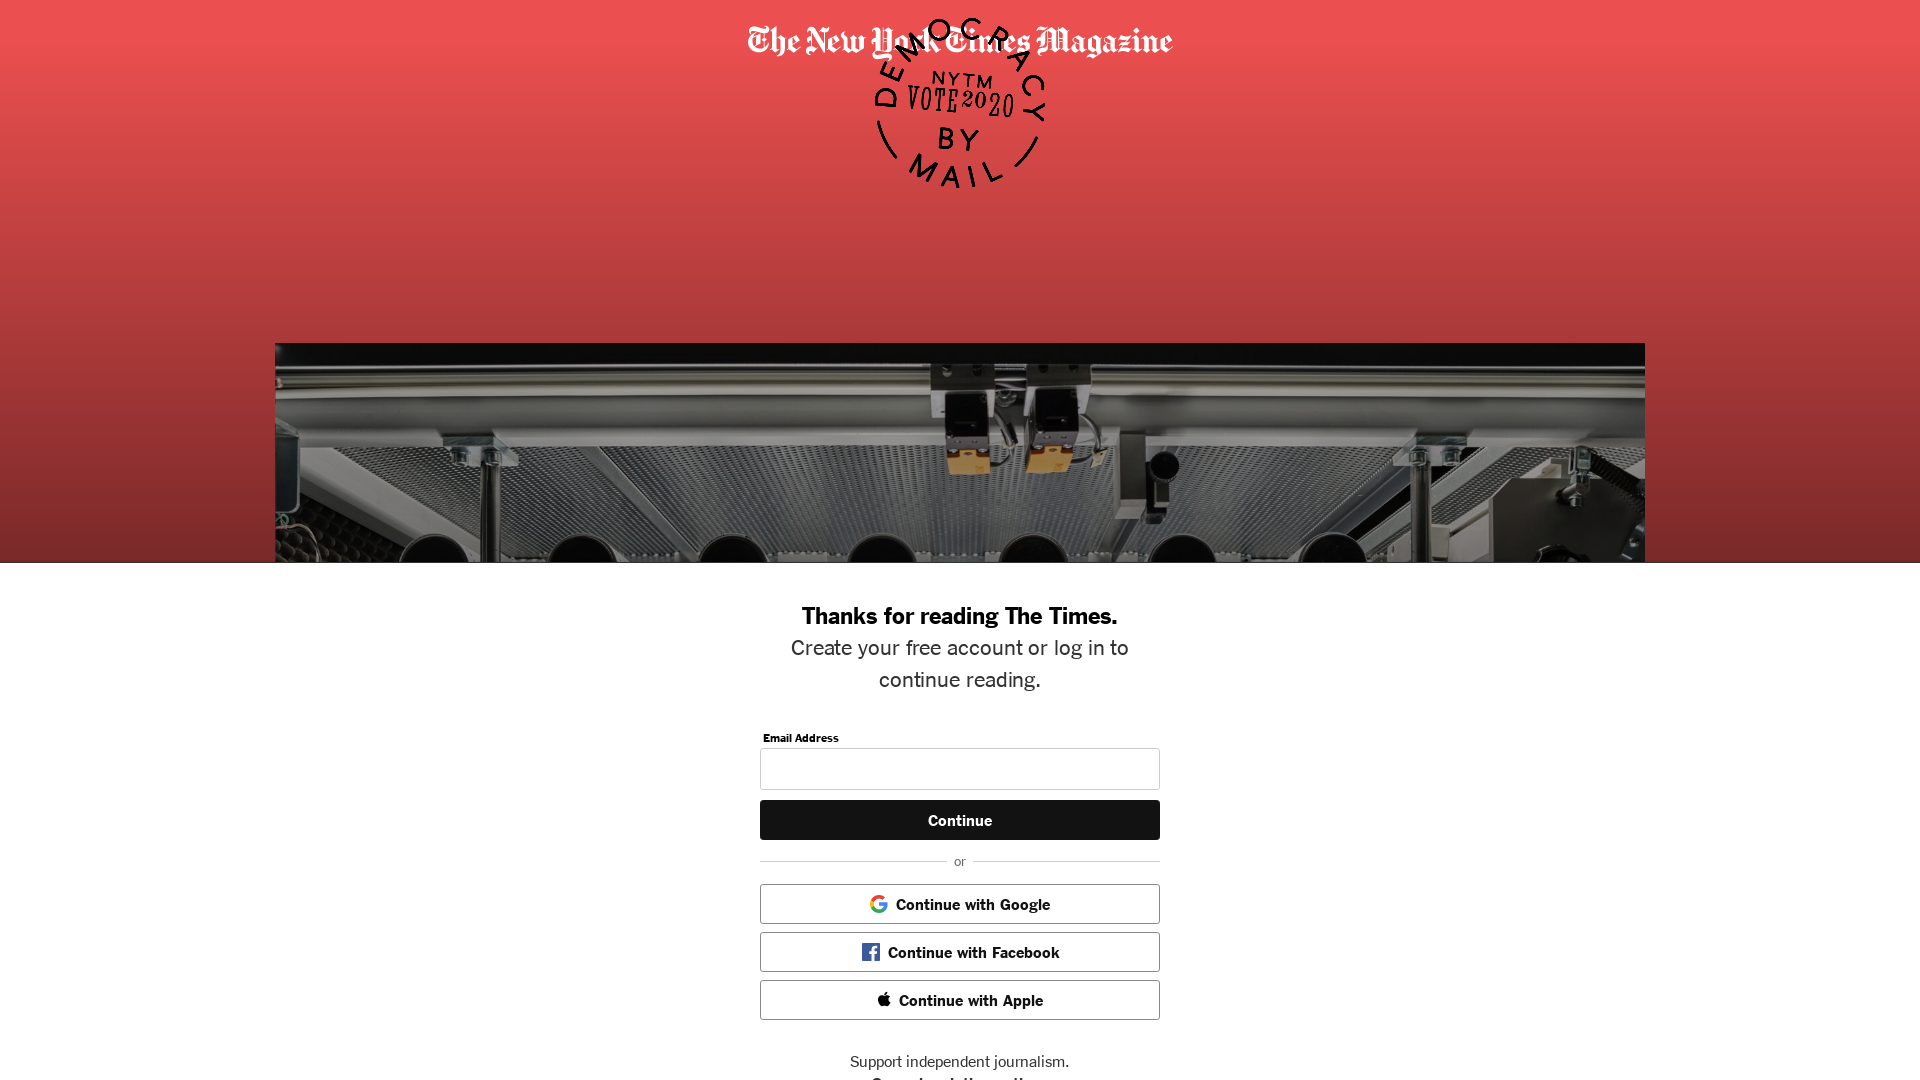 The New York Times Magazine
DEMOCRACY
NYTM
VOTE 2020
BY
MAIL
Thanks for reading The Times.
Create your free account or log in to
continue reading.
Email Address
Continue
or
Continue with Google
Continue with Facebook
Continue with Apple
Support independent journalism.